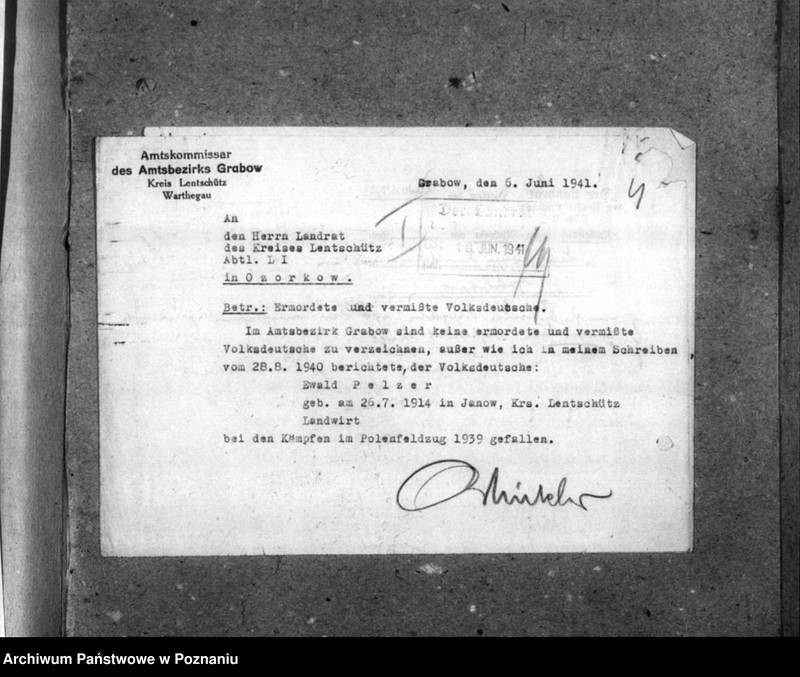 Amtskommissar
des Amtsbezirks Grabow
Kreis Lentschütz
Warthegau
Grabow, den 6. Juni 1941.
4
An
den Herrn Landrat
des Kreises Lentschütz
Abtl. L I
in Ozorkow.
I
Der Landrat
10. JUN. 1941
Betr.: Ermordete und vermißte Volksdeutsche.
Im Amtsbezirk Grabow sind keine ermordete und vermißte
Volksdeutsche zu verzeichnen, außer wie ich in meinem Schreiben
vom 28.8. 1940 berichtete, der Volksdeutsche:
Ewald Pelzer
geb. am 26.7. 1914 in Janow, Krs. Lentschütz
Landwirt
bei den Kämpfen im Polenfeldzug 1939 gefallen.
Archiwum Państwowe w Poznaniu